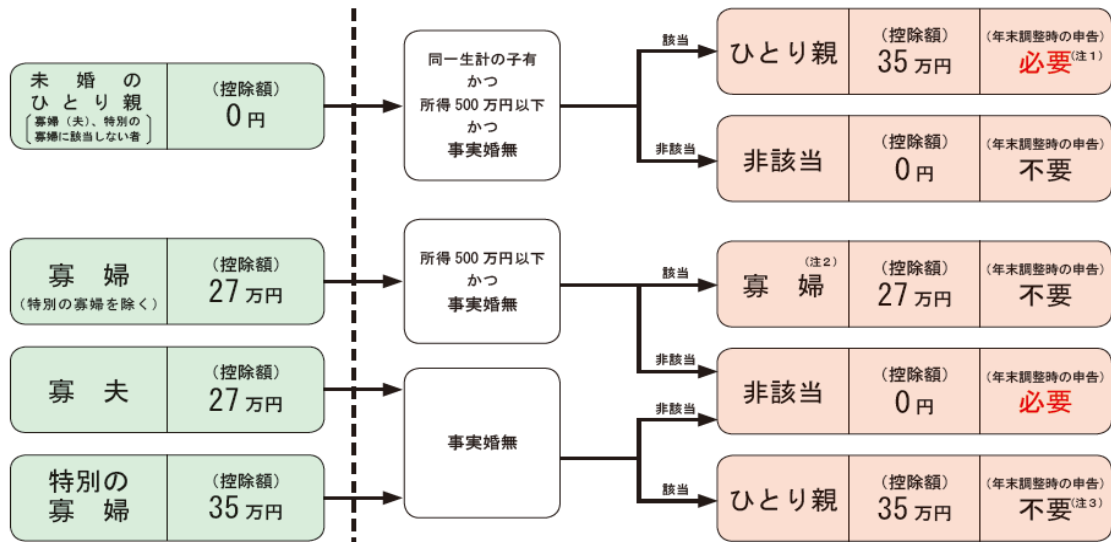 未婚の
ひとり親
寡婦（夫）、特別の
寡婦に該当しない者
(控除額)
0円
同一生計の子有
かつ
所得500万円以下
かつ
事実婚無
該当
ひとり親
(控除額)
35万円
(年末調整時の申告)
必要(注1)
非該当
非該当
(控除額)
0円
(年末調整時の申告)
不要
寡婦
(特別の寡婦を除く)
(控除額)
27万円
所得500万円以下
かつ
事実婚無
該当
寡婦(注2)
(控除額)
27万円
(年末調整時の申告)
不要
非該当
寡夫
(控除額)
27万円
事実婚無
非該当
非該当
(控除額)
0円
(年末調整時の申告)
必要
特別の
寡婦
(控除額)
35万円
該当
ひとり親
(控除額)
35万円
(年末調整時の申告)
不要(注3)